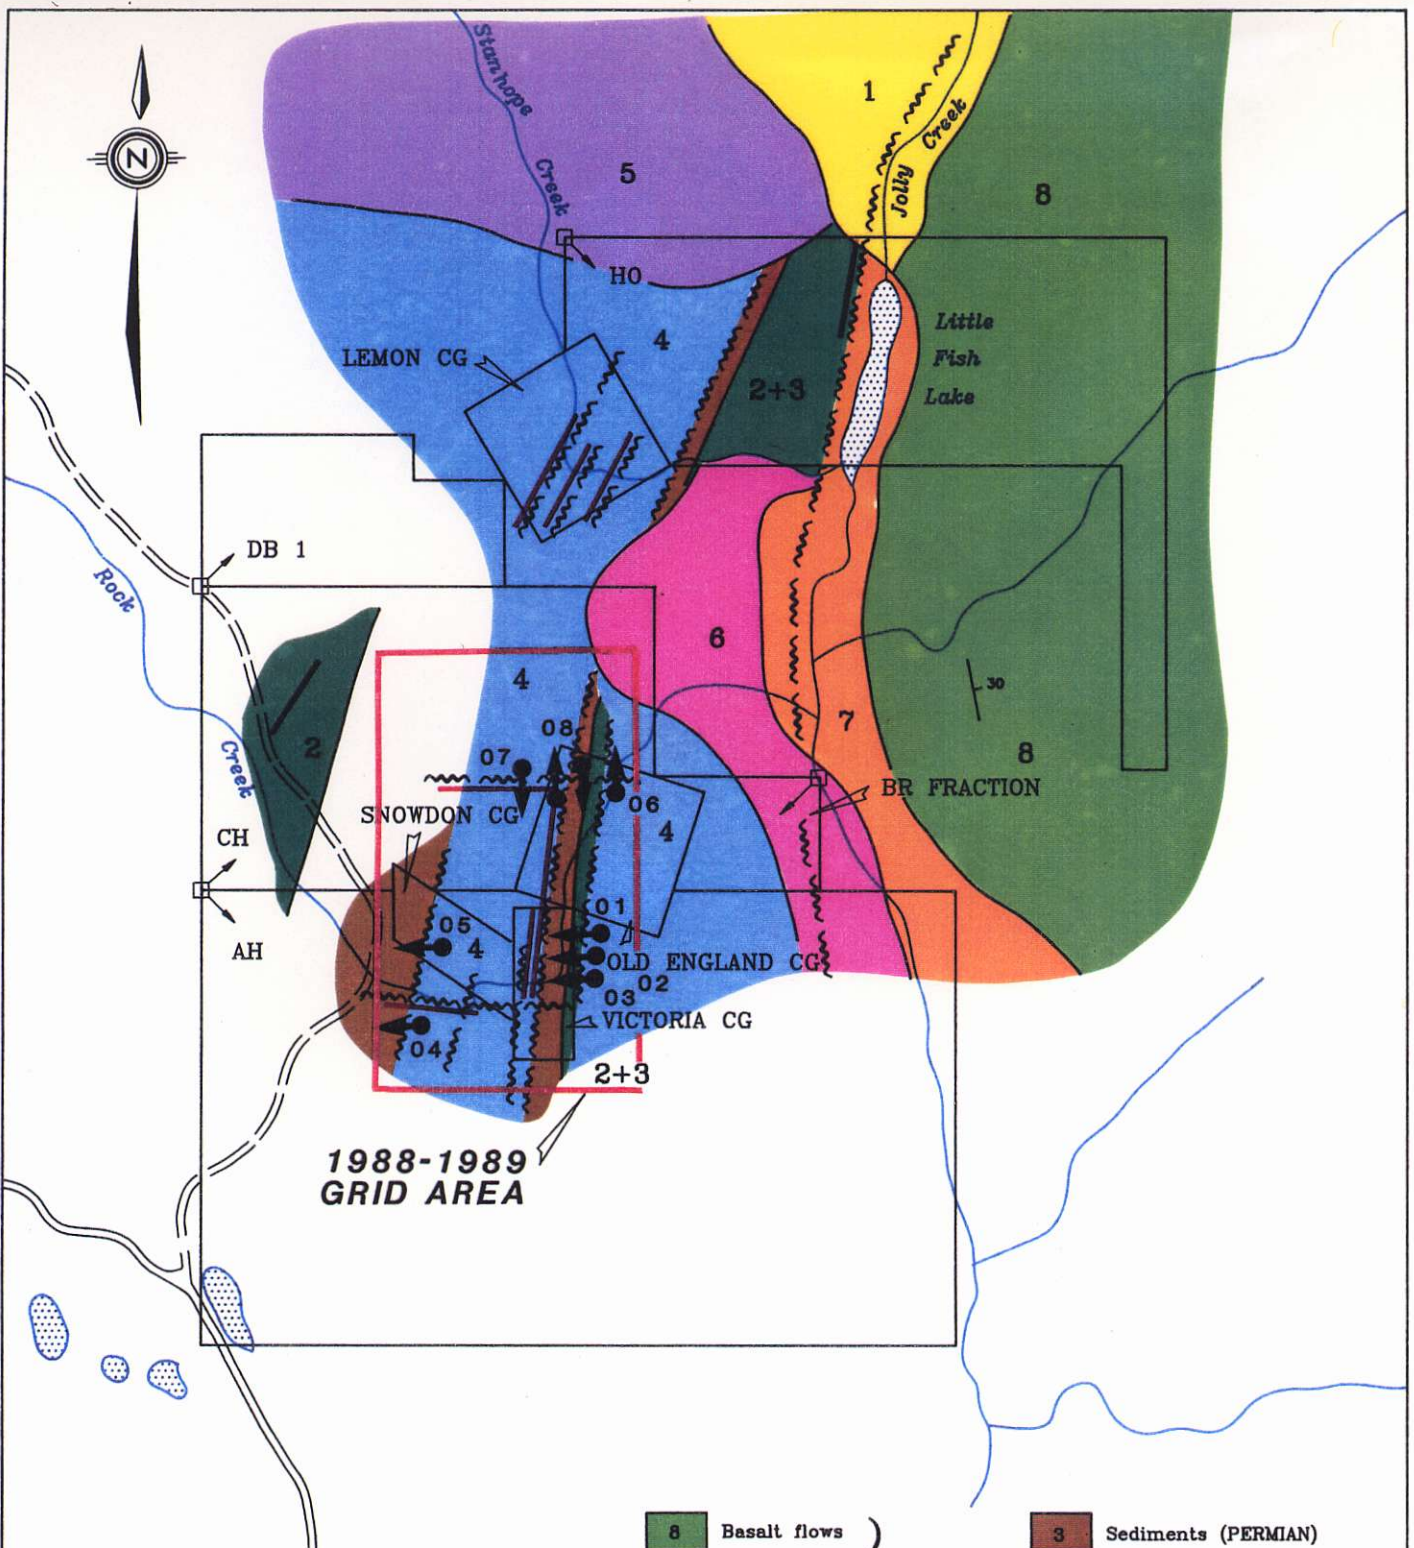 Stanhope
Creek
1
Jolly Creek
5
8
N
HO
4
LEMON CG
Little
Fish
Lake
2+3
DB 1
Rock
Creek
6
4
30
7
2
08
07
8
06
BR FRACTION
SNOWDON CG
4
CH
01
05
4
AH
OLD ENGLAND CG
02
03
VICTORIA CG
04
2+3
1988-1989
GRID AREA
8 Basalt flows )
3 Sediments (PERMIAN)